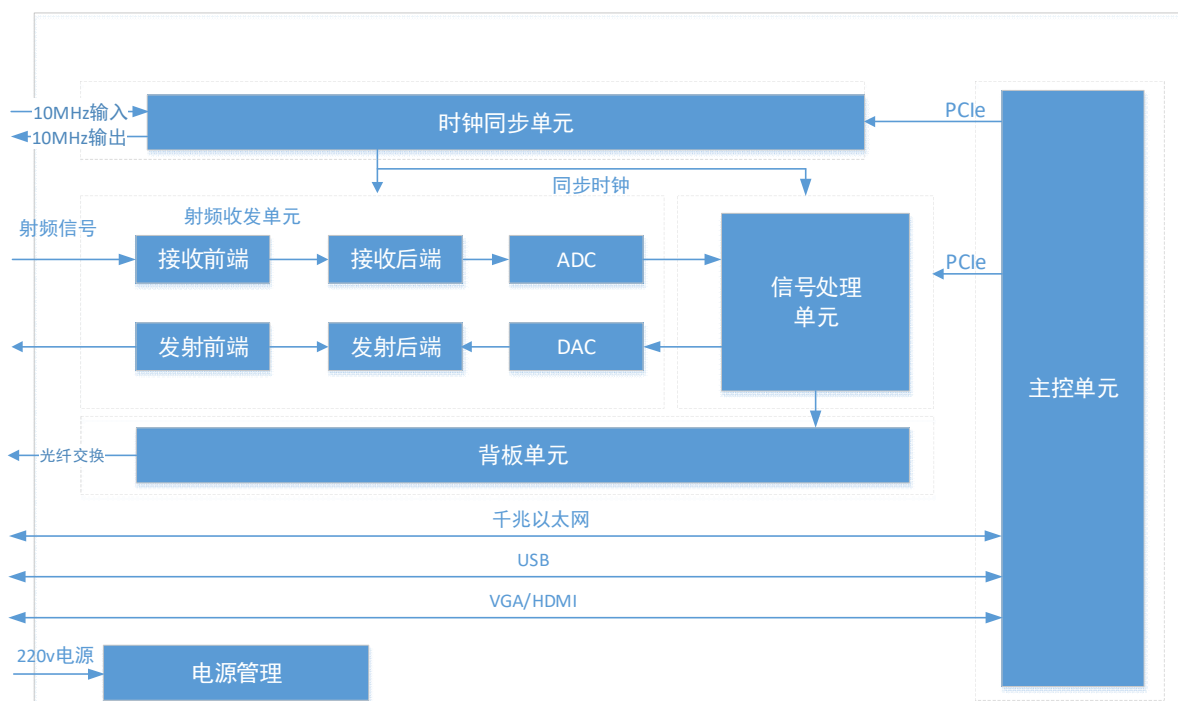 10MHz输入
10MHz输出
时钟同步单元
PCIe
同步时钟
射频信号
射频收发单元
接收前端
接收后端
ADC
信号处理
单元
PCIe
发射前端
发射后端
DAC
主控单元
光纤交换
背板单元
千兆以太网
USB
VGA/HDMI
220v电源
电源管理